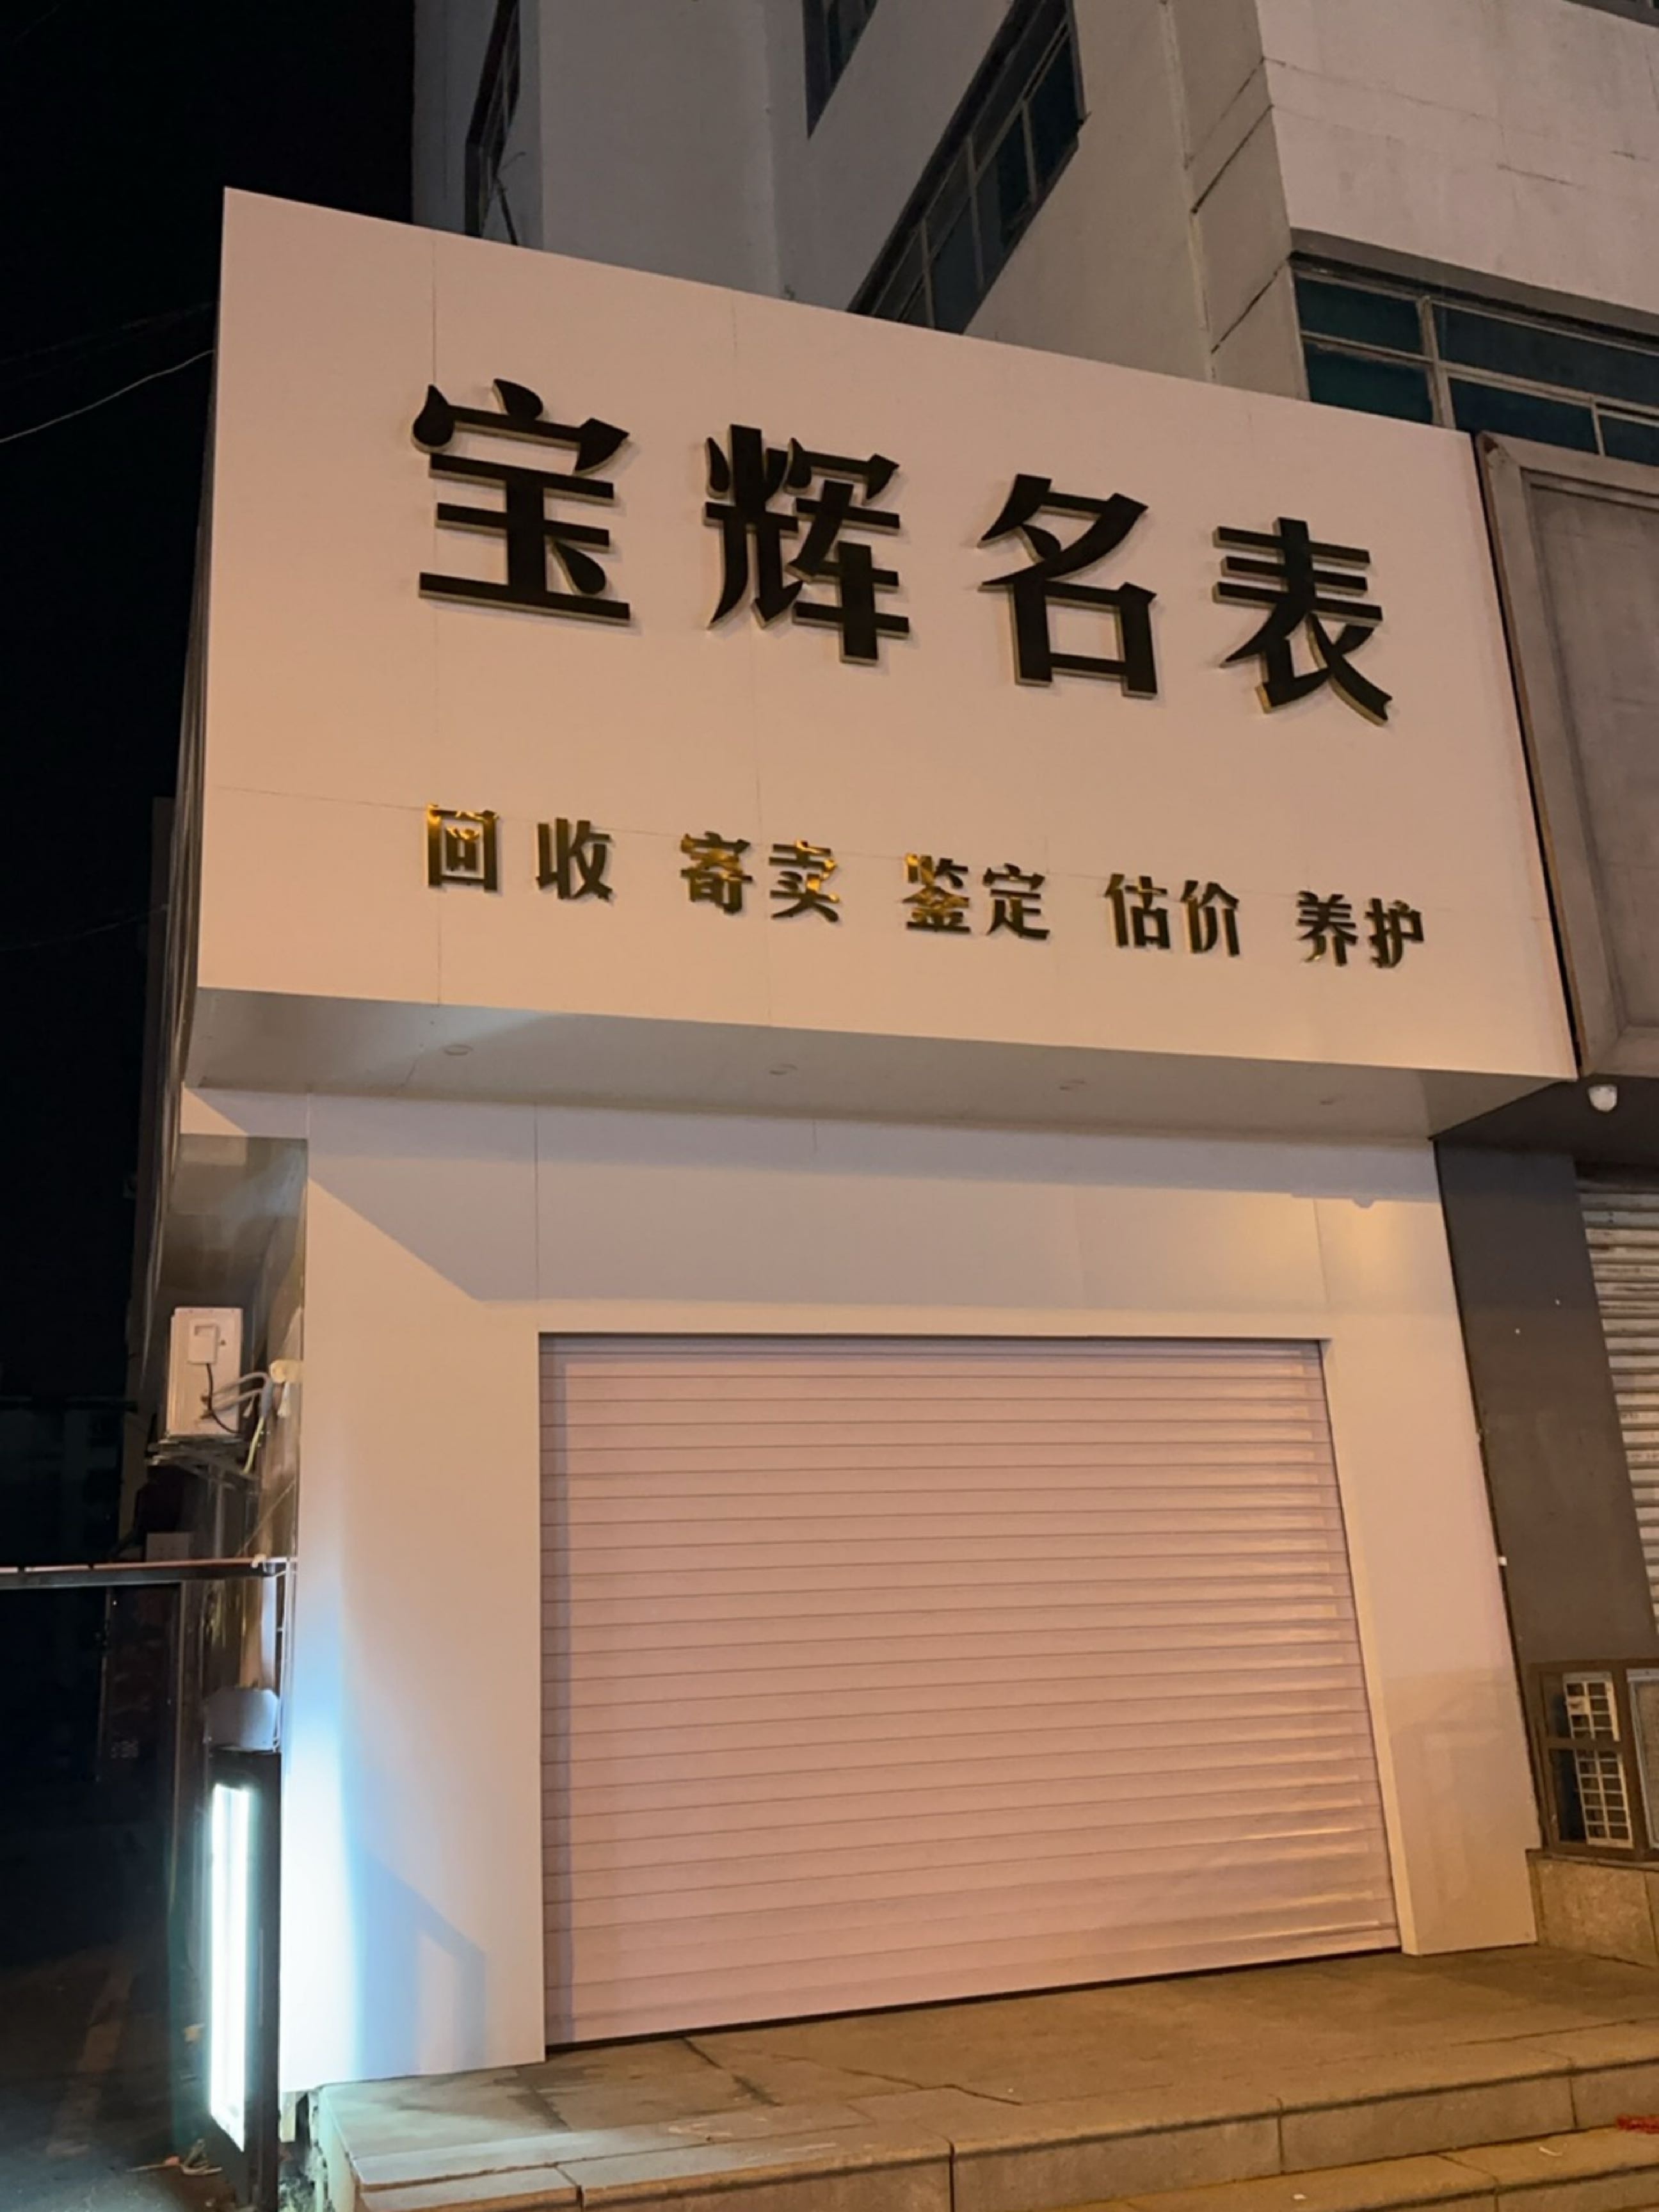 宝辉名表
回收 寄卖 鉴定 估价 养护